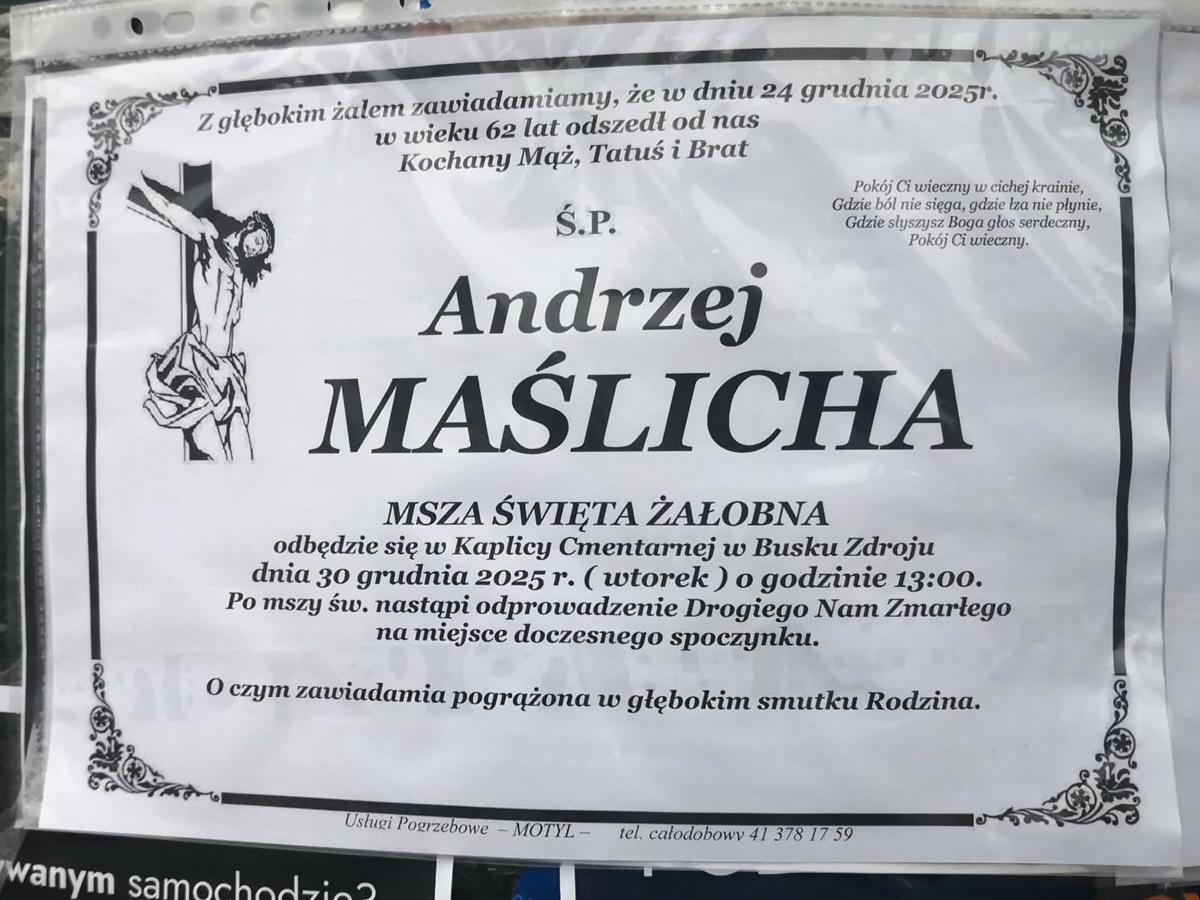 Z głębokim żalem zawiadamiamy, że w dniu 24 grudnia 2025r.
w wieku 62 lat odszedł od nas
Kochany Mąż, Tatuś i Brat
Pokój Ci wieczny w cichej krainie,
Gdzie ból nie sięga, gdzie łza nie płynie,
Gdzie słyszysz Boga głos serdeczny,
Pokój Ci wieczny.
Ś.P.
Andrzej
MAŚLICHA
MSZA ŚWIĘTA ŻAŁOBNA
odbędzie się w Kaplicy Cmentarnej w Busku Zdroju
dnia 30 grudnia 2025 r. ( wtorek ) o godzinie 13:00.
Po mszy św. nastąpi odprowadzenie Drogiego Nam Zmarłego
na miejsce doczesnego spoczynku.
O czym zawiadamia pogrążona w głębokim smutku Rodzina.
Usługi Pogrzebowe – MOTYL – tel. całodobowy 41 378 17 59
ywanym samochodzie?